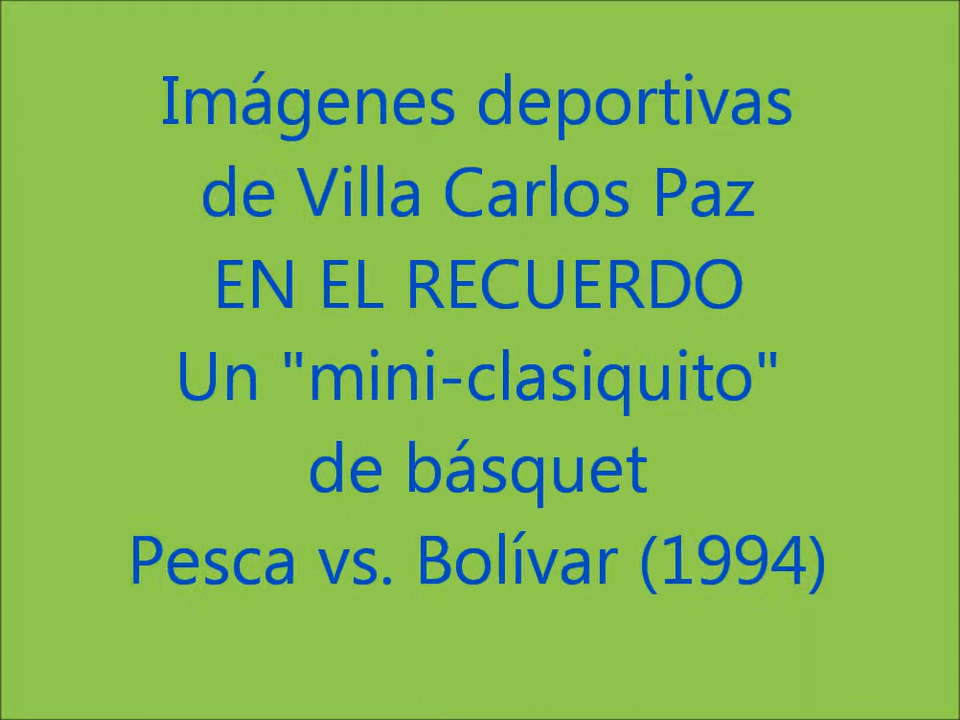 Imágenes deportivas
de Villa Carlos Paz
EN EL RECUERDO
Un "mini-clasiquito"
de básquet
Pesca vs. Bolívar (1994)